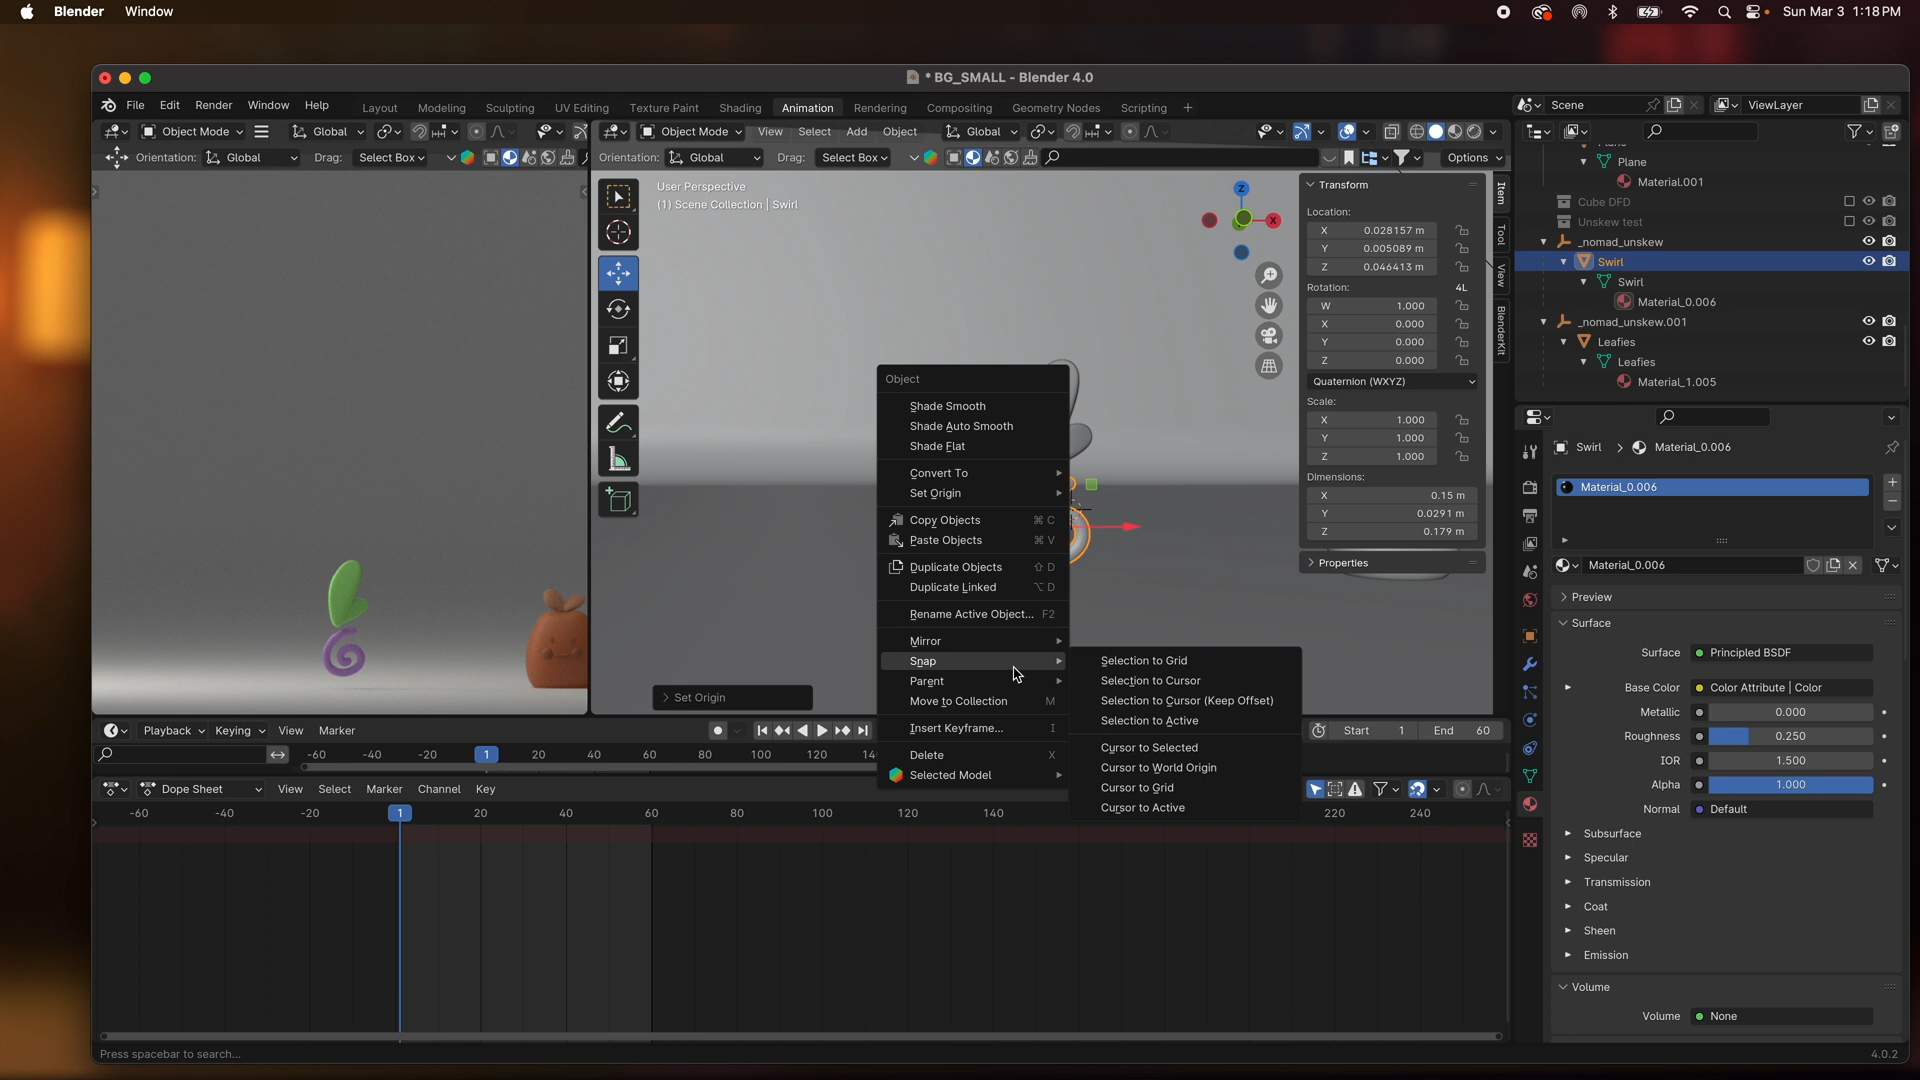 Blender Window
Sun Mar 3 1:18 PM
* BG_SMALL - Blender 4.0
File Edit Render Window Help
Layout Modeling Sculpting UV Editing Texture Paint Shading Animation Rendering Compositing Geometry Nodes Scripting +
Scene
ViewLayer
Object Mode
Global
Object Mode View Select Add Object
Global
Orientation: Global Drag: Select Box
Orientation: Global Drag: Select Box
Options
User Perspective
(1) Scene Collection | Swirl
Z
X
Item
Tool
View
BlenderKit
Transform
Location:
X 0.028157 m
Y 0.005089 m
Z 0.046413 m
Rotation: 4L
W 1.000
X 0.000
Y 0.000
Z 0.000
Quaternion (WXYZ)
Scale:
X 1.000
Y 1.000
Z 1.000
Dimensions:
X 0.15 m
Y 0.0291 m
Z 0.179 m
Properties
Object
Shade Smooth
Shade Auto Smooth
Shade Flat
Convert To
Set Origin
Copy Objects ⌘ C
Paste Objects ⌘ V
Duplicate Objects ⇧ D
Duplicate Linked ⌥ D
Rename Active Object... F2
Mirror
Snap
Parent
Move to Collection M
Insert Keyframe... I
Delete X
Selected Model
Selection to Grid
Selection to Cursor
Selection to Cursor (Keep Offset)
Selection to Active
Cursor to Selected
Cursor to World Origin
Cursor to Grid
Cursor to Active
Set Origin
Plane
Material.001
Cube DFD
Unskew test
_nomad_unskew
Swirl
Swirl
Material_0.006
_nomad_unskew.001
Leafies
Leafies
Material_1.005
Swirl > Material_0.006
Material_0.006
Material_0.006
Preview
Surface
Surface Principled BSDF
Base Color Color Attribute | Color
Metallic 0.000
Roughness 0.250
IOR 1.500
Alpha 1.000
Normal Default
Subsurface
Specular
Transmission
Coat
Sheen
Emission
Volume
Volume None
Playback Keying View Marker
Start 1 End 60
-60 -40 -20 1 20 40 60 80 100 120
Dope Sheet View Select Marker Channel Key
-60 -40 -20 1 20 40 60 80 100 120 140 220 240
Press spacebar to search...
4.0.2